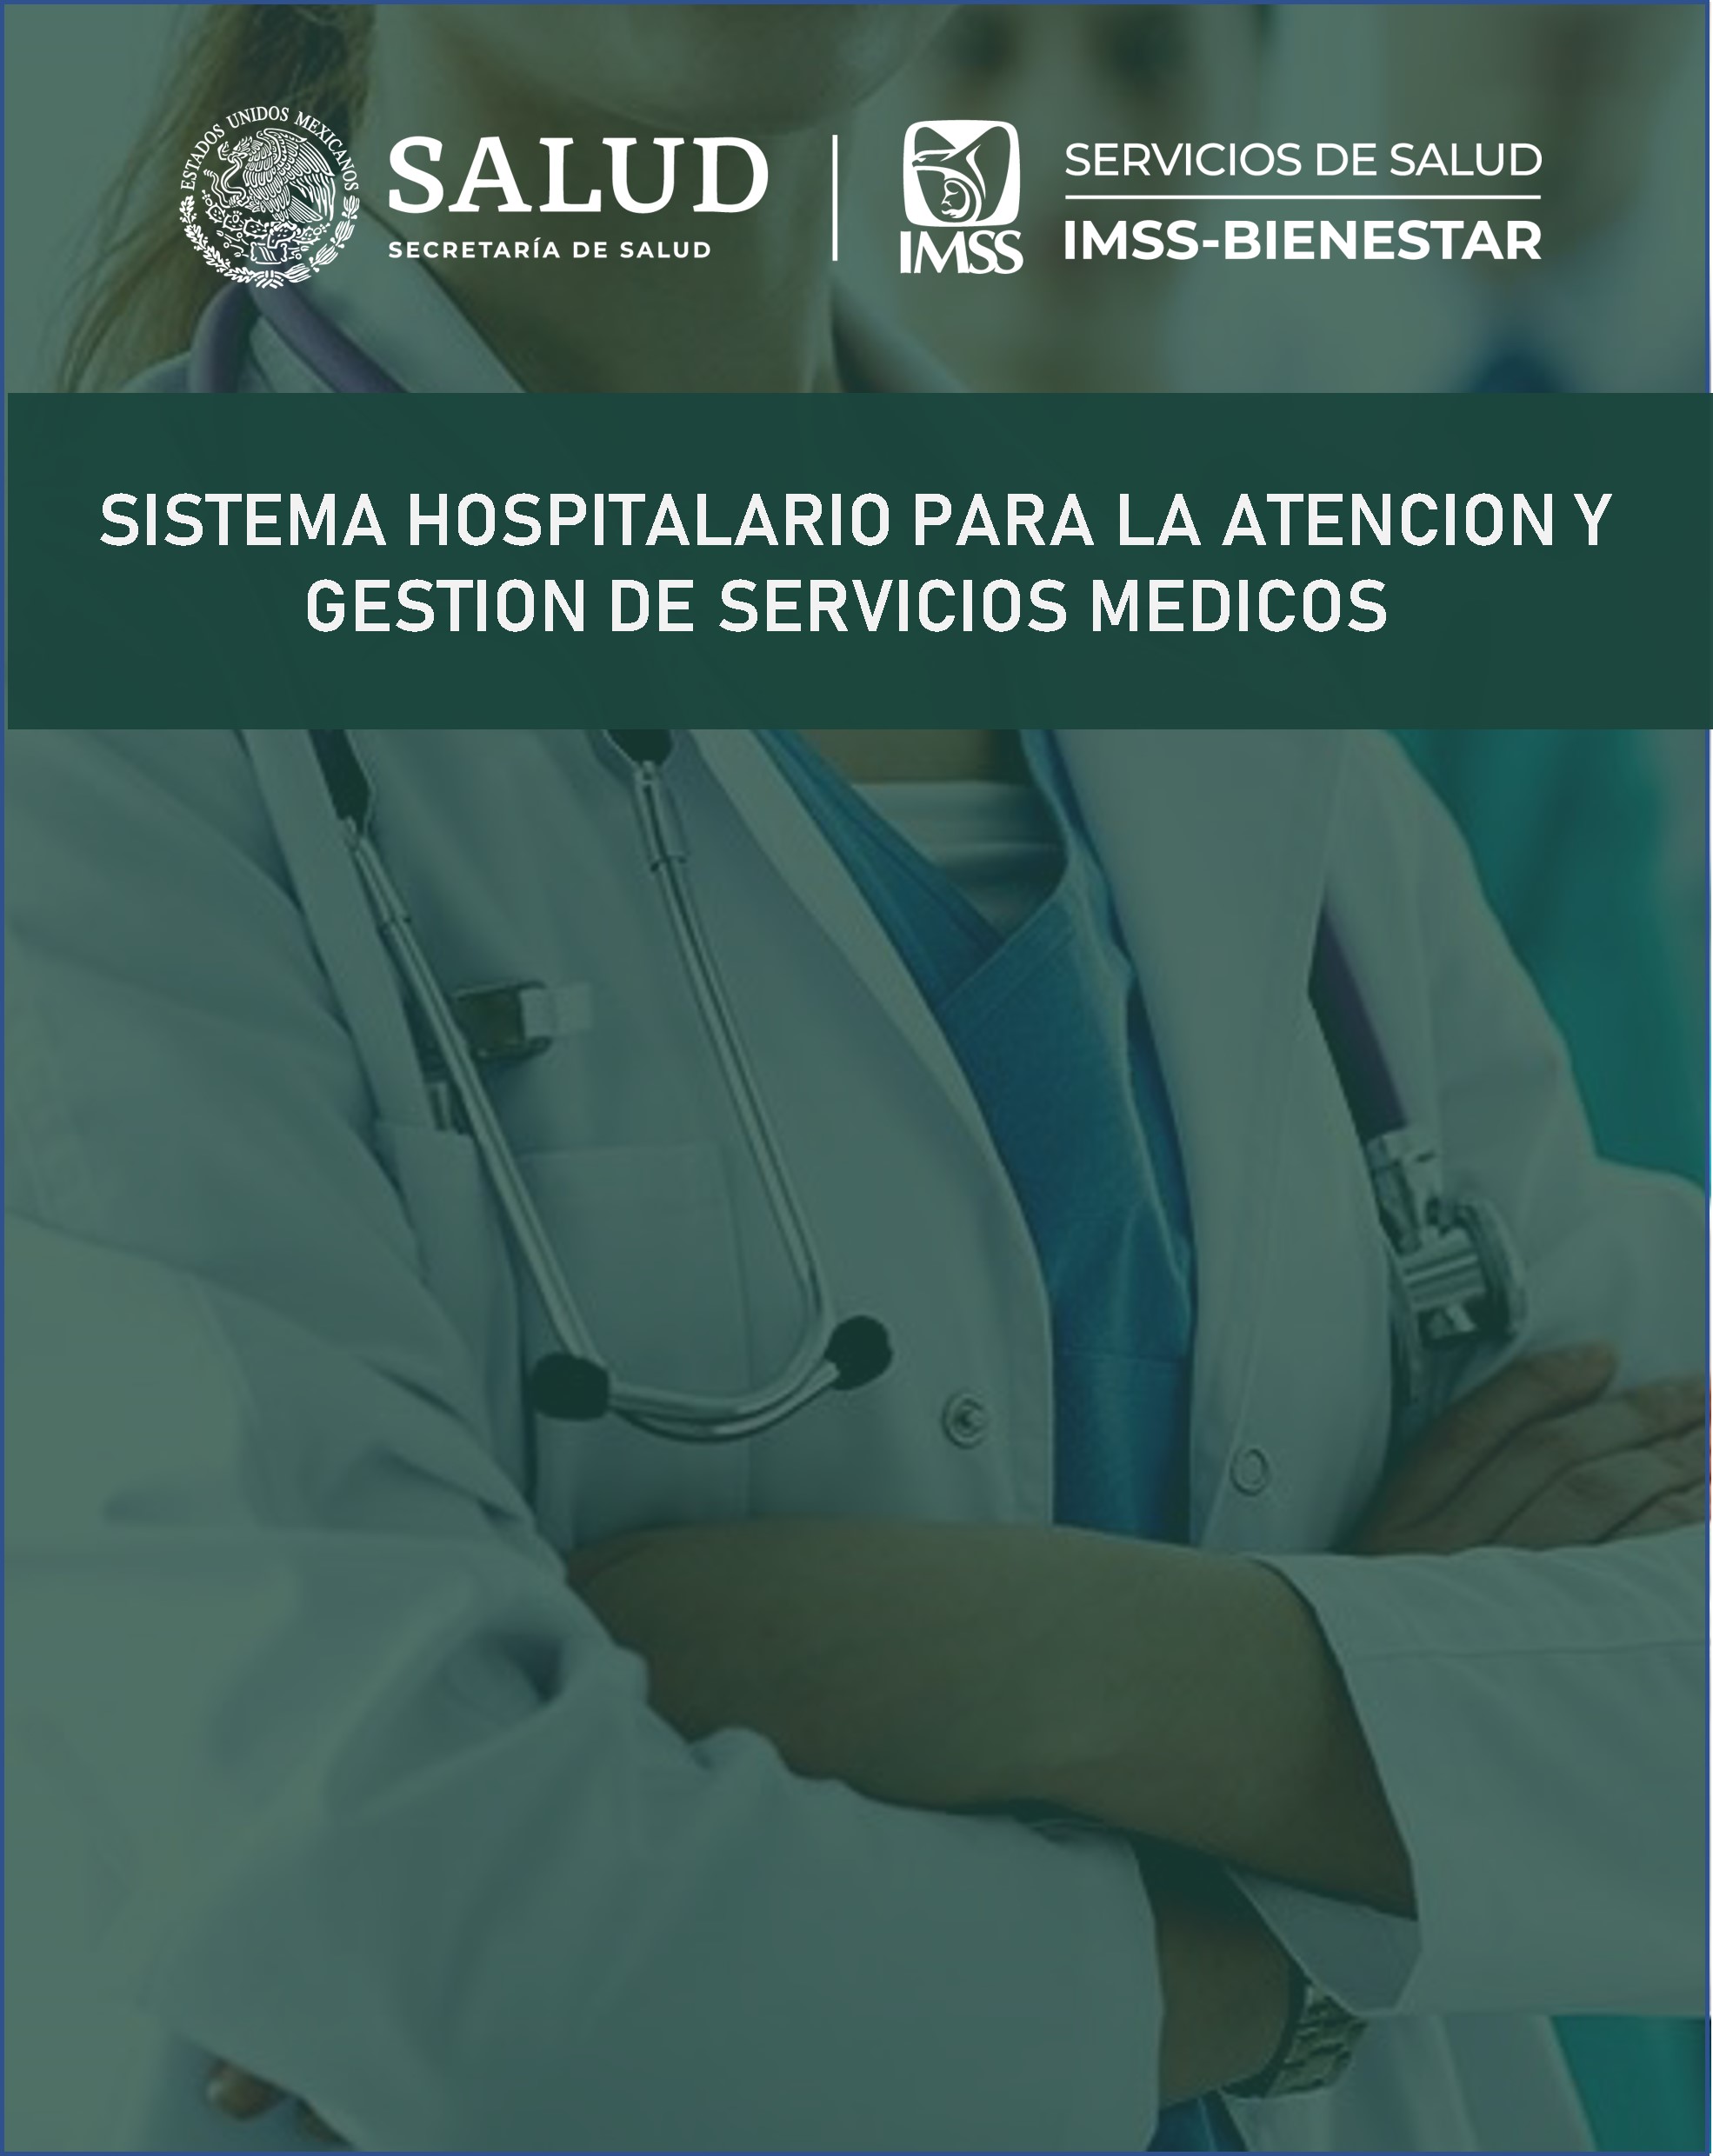 ESTADOS UNIDOS MEXICANOS
SALUD
SECRETARÍA DE SALUD
IMSS
SERVICIOS DE SALUD
IMSS-BIENESTAR
SISTEMA HOSPITALARIO PARA LA ATENCION Y
GESTION DE SERVICIOS MEDICOS